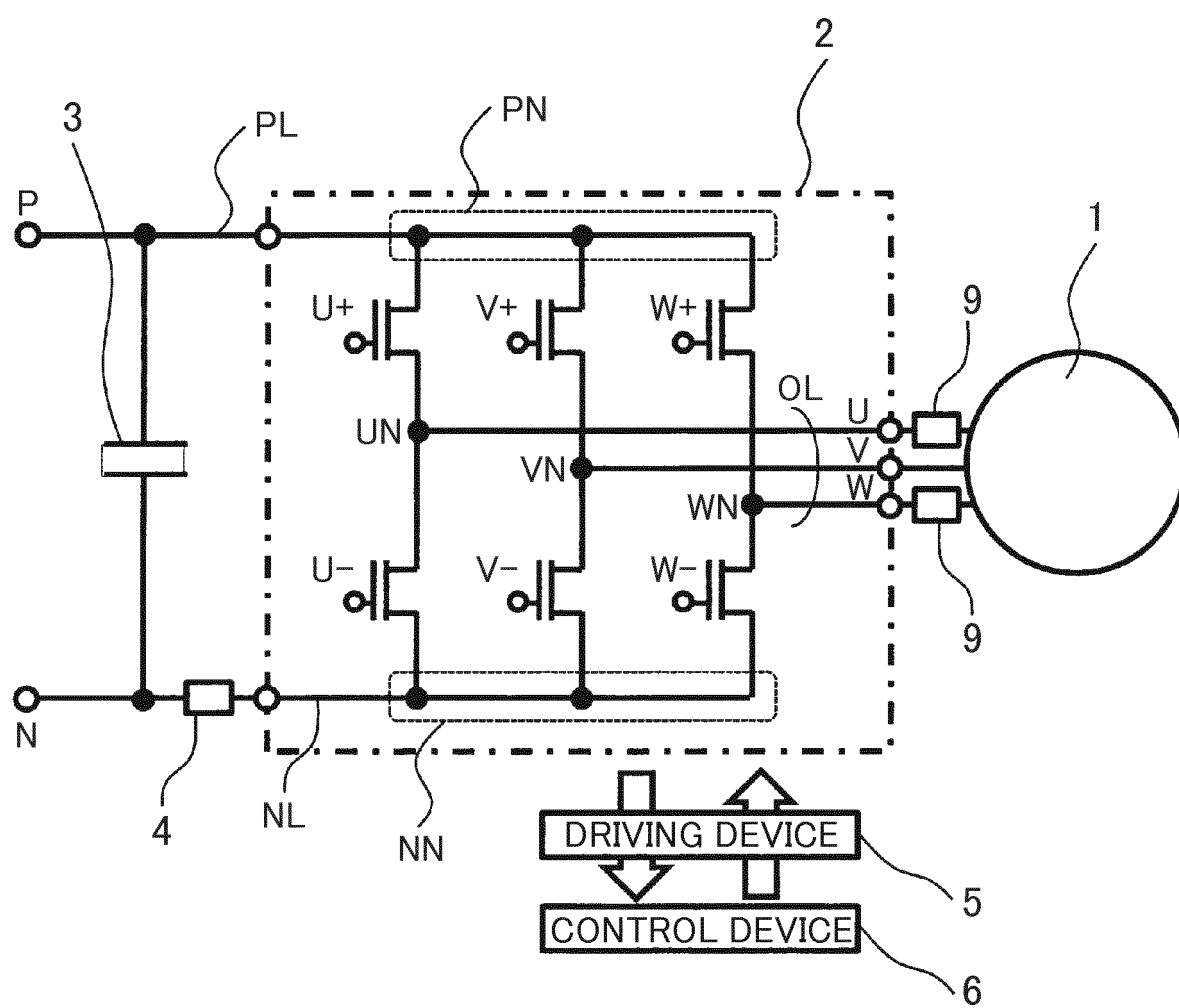 2
PN
3
PL
P
1
U+
V+
W+
9
OL
U
UN
V
VN
W
WN
U-
V-
W-
9
N
4
NL
NN
DRIVING DEVICE
5
CONTROL DEVICE
6